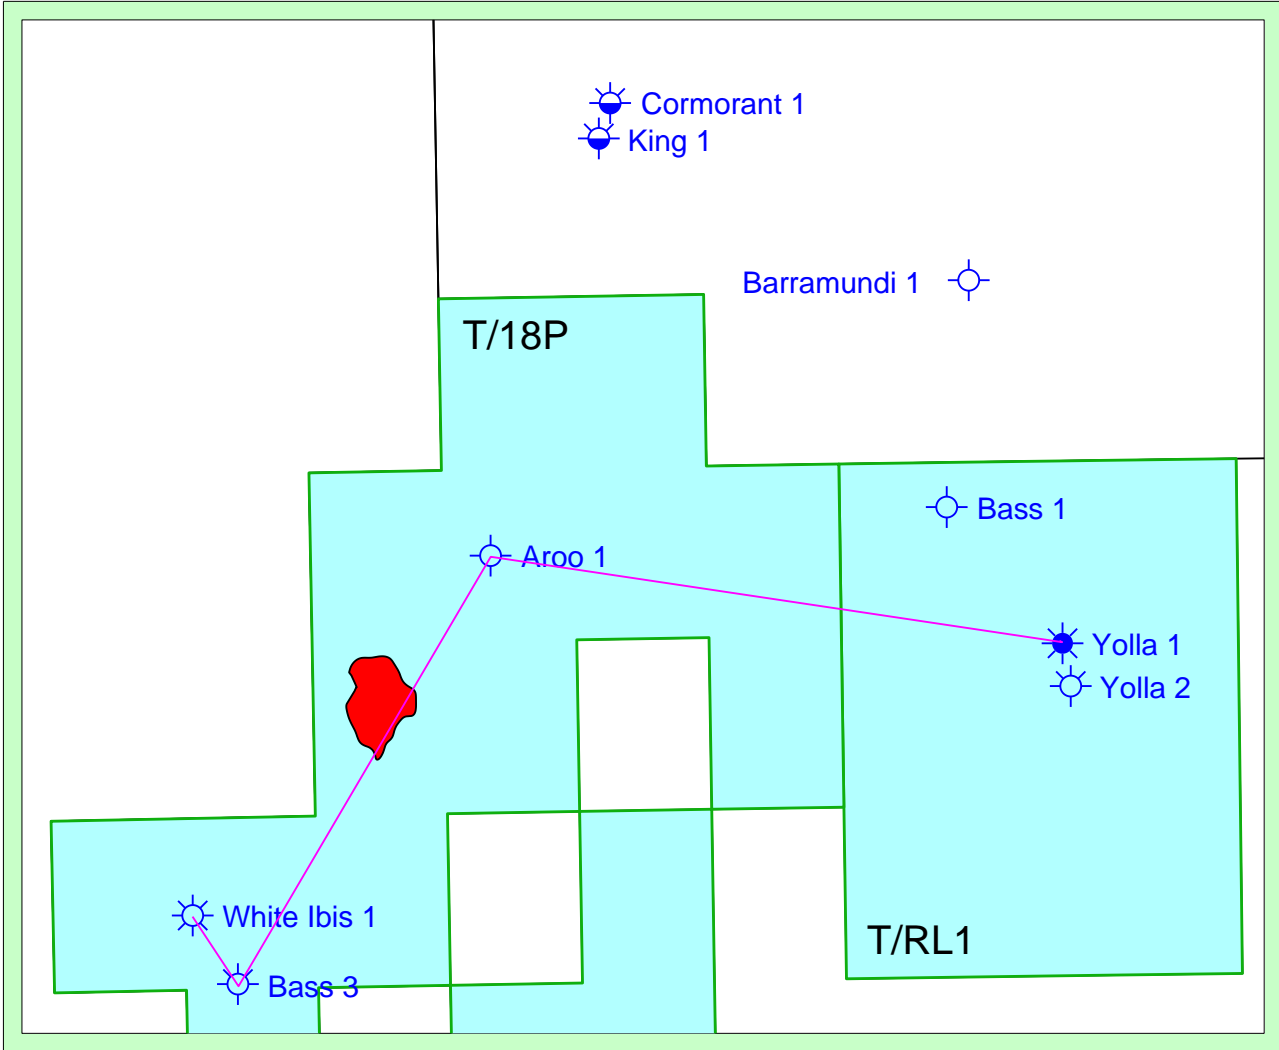 Cormorant 1
King 1
Barramundi 1
T/18P
Bass 1
Aroo 1
Yolla 1
Yolla 2
White Ibis 1
T/RL1
Bass 3